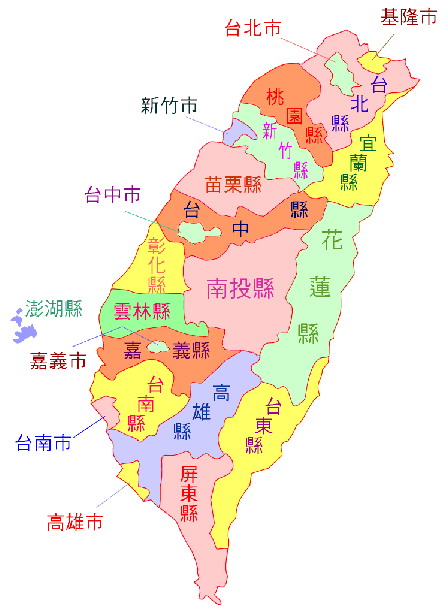 基隆市
台北市
台北縣
桃園縣
新竹市
新竹縣
宜蘭縣
苗栗縣
台中市
台中縣
花蓮縣
彰化縣
南投縣
澎湖縣
雲林縣
嘉義縣
嘉義市
台南縣
高雄縣
台東縣
台南市
屏東縣
高雄市